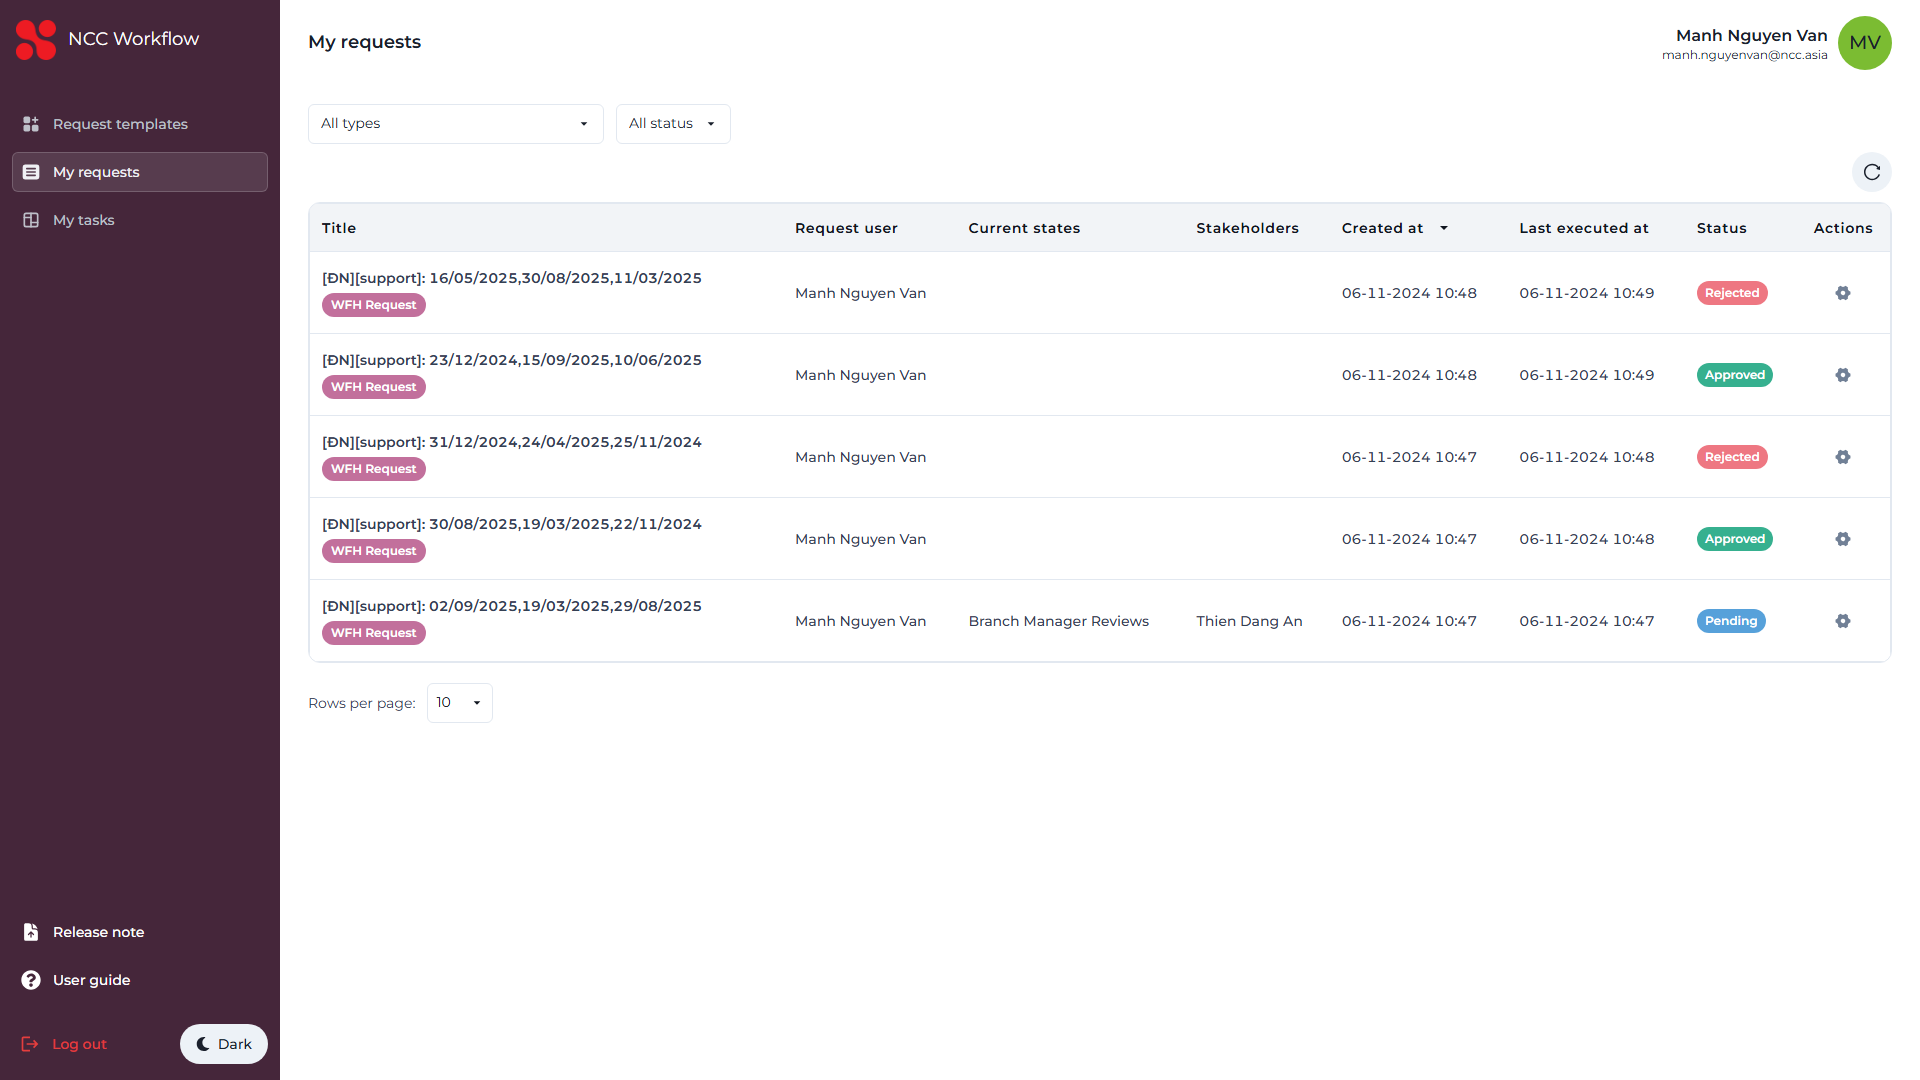 NCC Workflow
Request templates
My requests
My tasks
Release note
User guide
Log out
Dark
My requests
Manh Nguyen Van
manh.nguyenvan@ncc.asia
MV
All types
All status
Title Request user Current states Stakeholders Created at Last executed at Status Actions
[ĐN][support]: 16/05/2025,30/08/2025,11/03/2025
WFH Request
Manh Nguyen Van 06-11-2024 10:48 06-11-2024 10:49 Rejected
[ĐN][support]: 23/12/2024,15/09/2025,10/06/2025
WFH Request
Manh Nguyen Van 06-11-2024 10:48 06-11-2024 10:49 Approved
[ĐN][support]: 31/12/2024,24/04/2025,25/11/2024
WFH Request
Manh Nguyen Van 06-11-2024 10:47 06-11-2024 10:48 Rejected
[ĐN][support]: 30/08/2025,19/03/2025,22/11/2024
WFH Request
Manh Nguyen Van 06-11-2024 10:47 06-11-2024 10:48 Approved
[ĐN][support]: 02/09/2025,19/03/2025,29/08/2025
WFH Request
Manh Nguyen Van Branch Manager Reviews Thien Dang An 06-11-2024 10:47 06-11-2024 10:47 Pending
Rows per page: 10